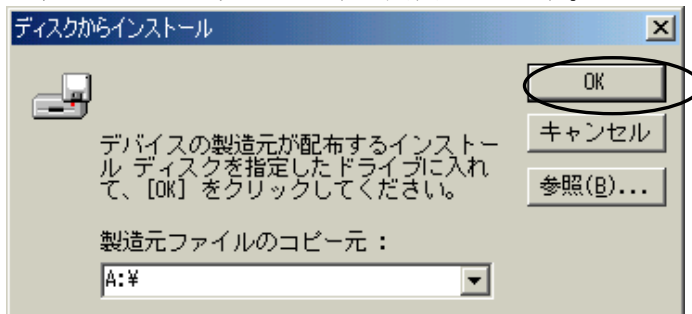 ディスクからインストール
OK
デバイスの製造元が配布するインストー
ル ディスクを指定したドライブに入れ
て、[OK] をクリックしてください。
キャンセル
参照(B)...
製造元ファイルのコピー元：
A:¥